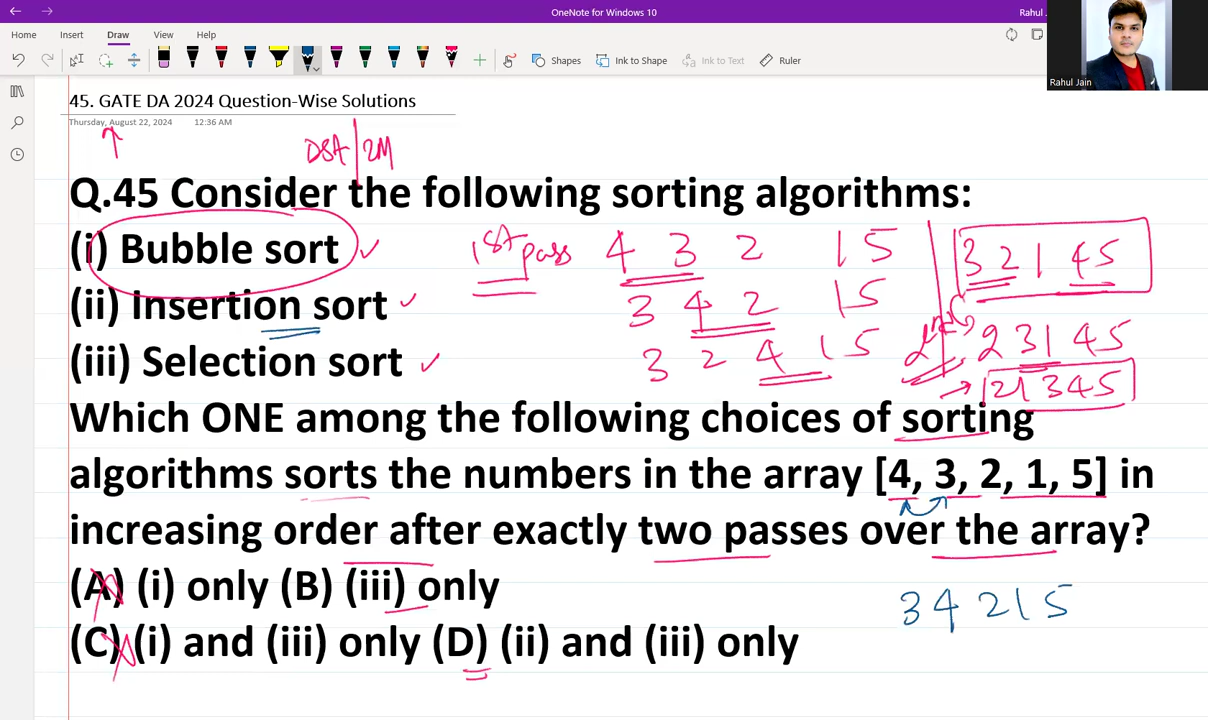 OneNote for Windows 10
Rahul J
Home Insert Draw View Help
Shapes Ink to Shape Ink to Text Ruler
Rahul Jain
45. GATE DA 2024 Question-Wise Solutions
Thursday, August 22, 2024 12:36 AM
DSA 2M
Q.45 Consider the following sorting algorithms:
(i) Bubble sort
1st pass 4 3 2 1 5
3 2 1 4 5
(ii) Insertion sort
3 4 2 1 5
2nd 2 3 1 4 5
(iii) Selection sort
3 2 4 1 5
2 1 3 4 5
Which ONE among the following choices of sorting
algorithms sorts the numbers in the array [4, 3, 2, 1, 5] in
increasing order after exactly two passes over the array?
(A) (i) only (B) (iii) only
3 4 2 1 5
(C) (i) and (iii) only (D) (ii) and (iii) only